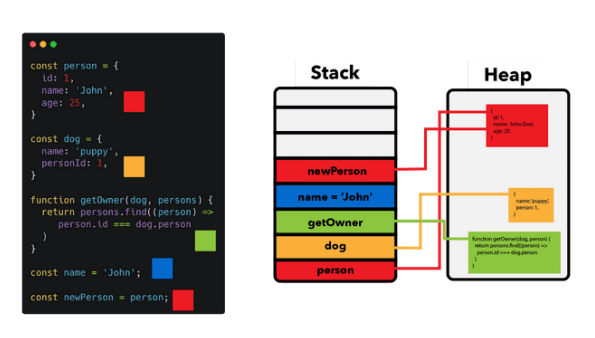 const person = {
id: 1,
name: 'John',
age: 25,
}
const dog = {
name: 'puppy',
personId: 1,
}
function getOwner(dog, persons) {
return persons.find((person) =>
person.id === dog.person
)
}
const name = 'John';
const newPerson = person;
Stack
newPerson
name = ‘John’
getOwner
dog
person
Heap
{
id: 1,
name: 'John Doe',
age: 25,
}
{
name: 'puppy',
person: 1,
}
function getOwner(dog, person) {
return persons.find((person) =>
person.id === dog.person
)
}